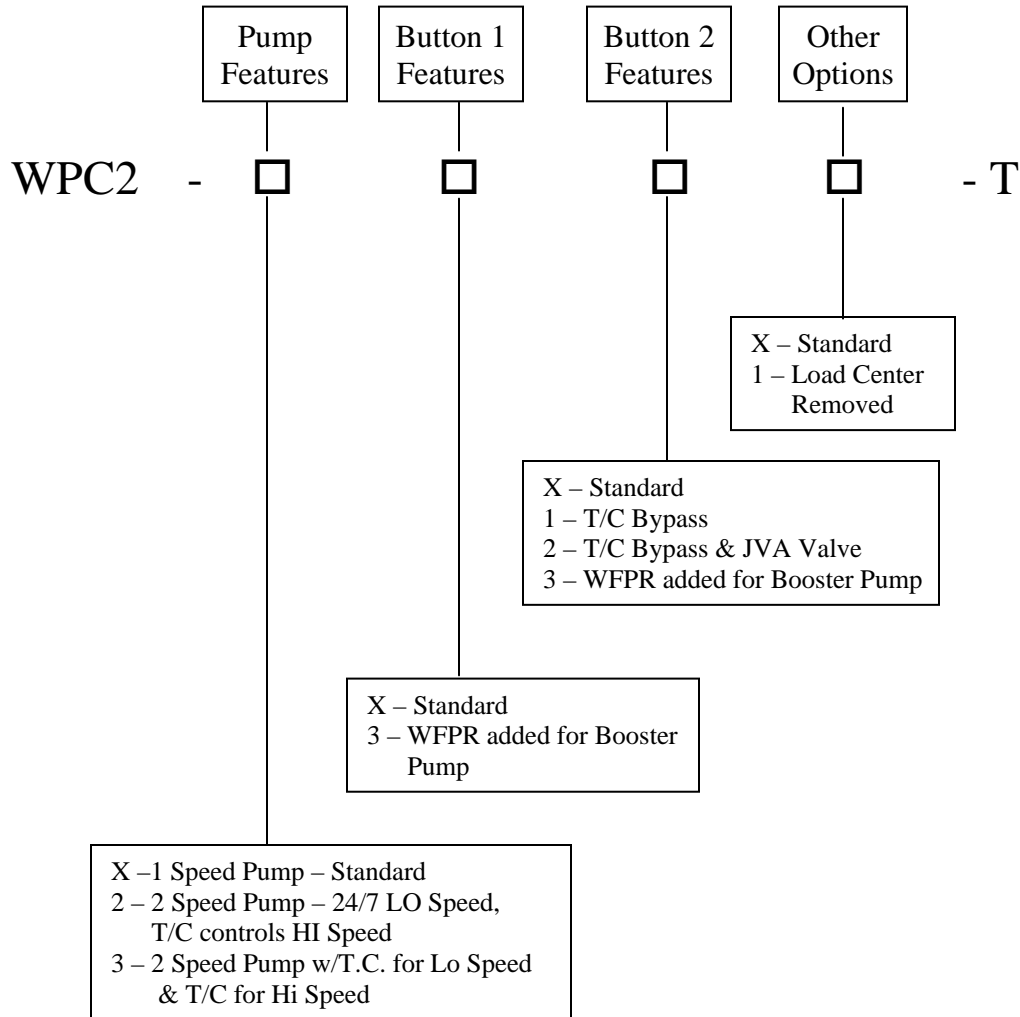 Pump
Features
Button 1
Features
Button 2
Features
Other
Options
WPC2 - □ □ □ □ - T
X – Standard
1 – Load Center
Removed
X – Standard
1 – T/C Bypass
2 – T/C Bypass & JVA Valve
3 – WFPR added for Booster Pump
X – Standard
3 – WFPR added for Booster
Pump
X –1 Speed Pump – Standard
2 – 2 Speed Pump – 24/7 LO Speed,
T/C controls HI Speed
3 – 2 Speed Pump w/T.C. for Lo Speed
& T/C for Hi Speed